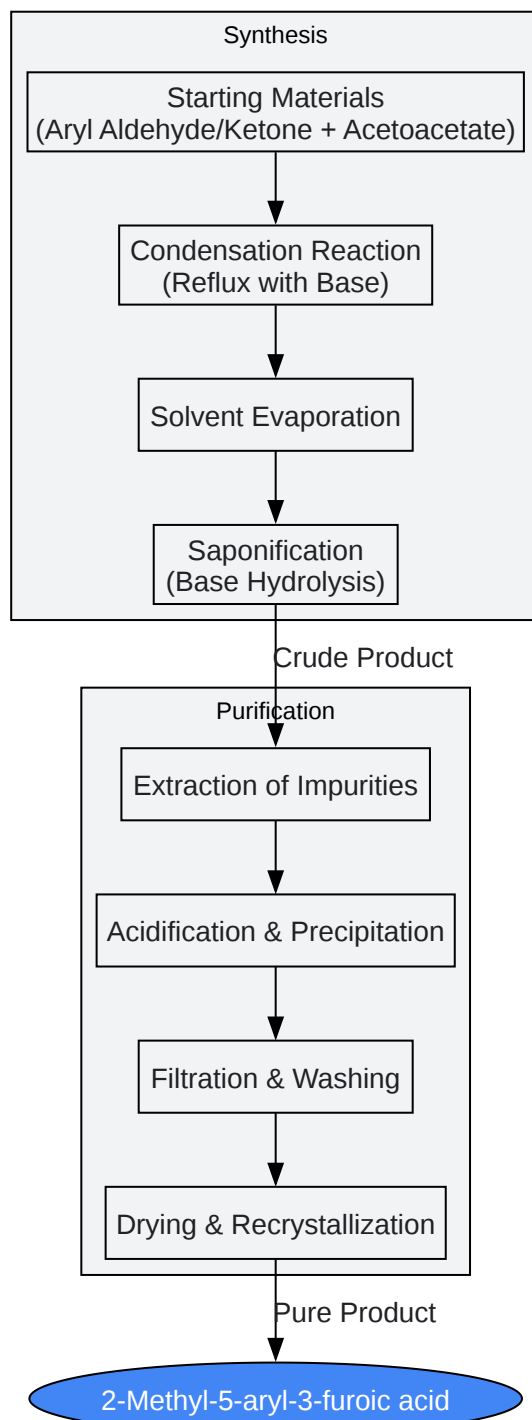 Synthesis
Starting Materials
(Aryl Aldehyde/Ketone + Acetoacetate)
Condensation Reaction
(Reflux with Base)
Solvent Evaporation
Saponification
(Base Hydrolysis)
Crude Product
Purification
Extraction of Impurities
Acidification & Precipitation
Filtration & Washing
Drying & Recrystallization
Pure Product
2-Methyl-5-aryl-3-furoic acid